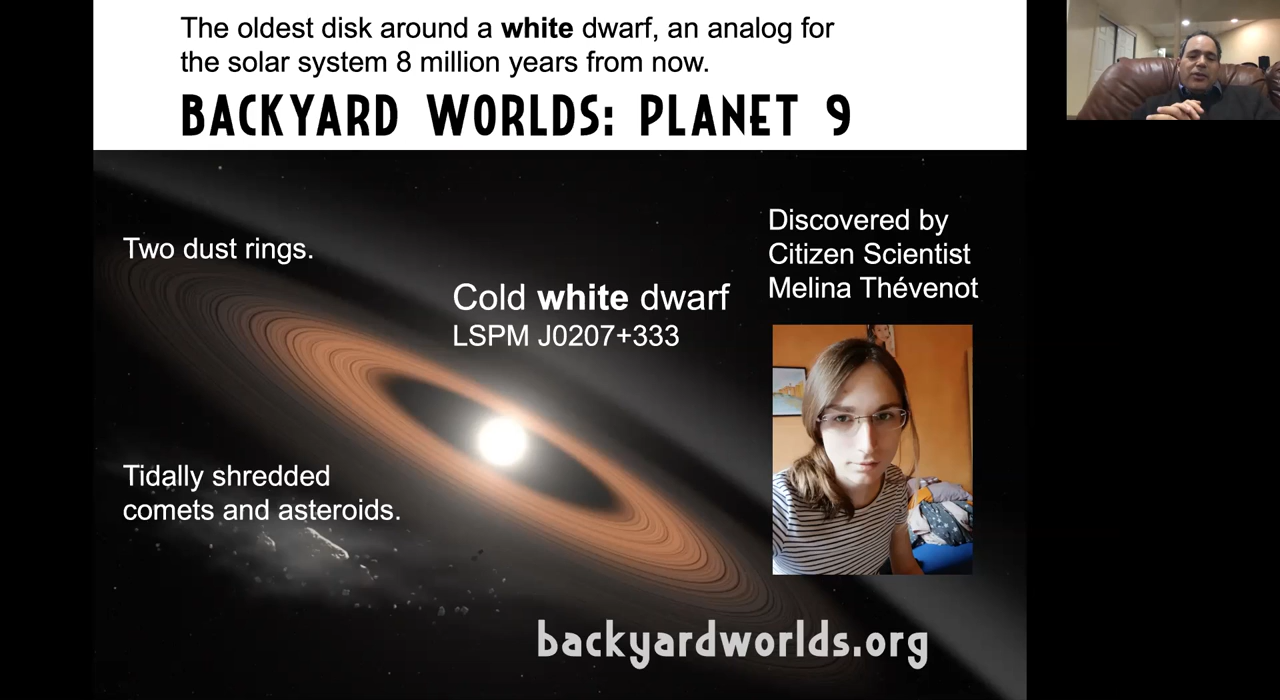 The oldest disk around a white dwarf, an analog for
the solar system 8 million years from now.
BACKYARD WORLDS: PLANET 9
Two dust rings.
Discovered by
Citizen Scientist
Melina Thévenot
Cold white dwarf
LSPM J0207+333
Tidally shredded
comets and asteroids.
backyardworlds.org